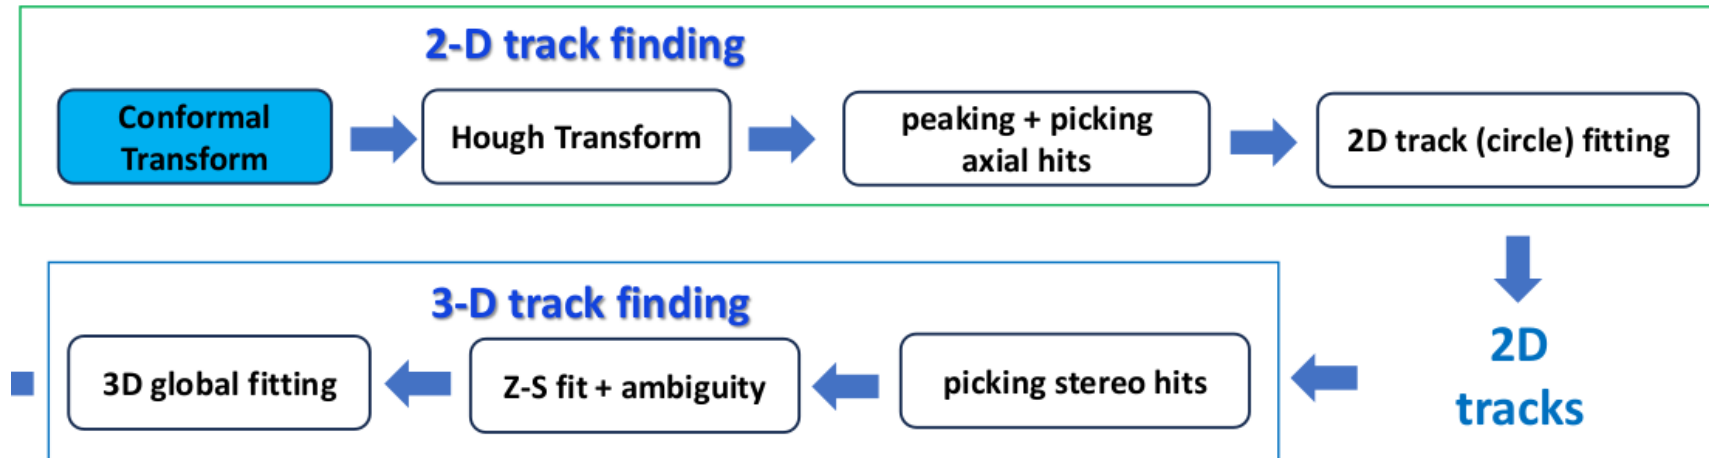 2-D track finding
Conformal
Transform
Hough Transform
peaking + picking
axial hits
2D track (circle) fitting
3-D track finding
3D global fitting
Z-S fit + ambiguity
picking stereo hits
2D
tracks